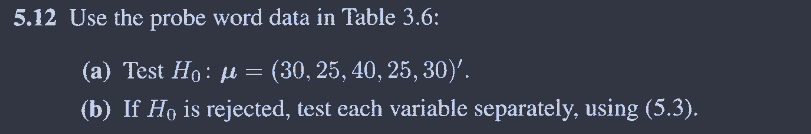 5.12 Use the probe word data in Table 3.6:
(a) Test H₀: μ = (30, 25, 40, 25, 30)′.
(b) If H₀ is rejected, test each variable separately, using (5.3).